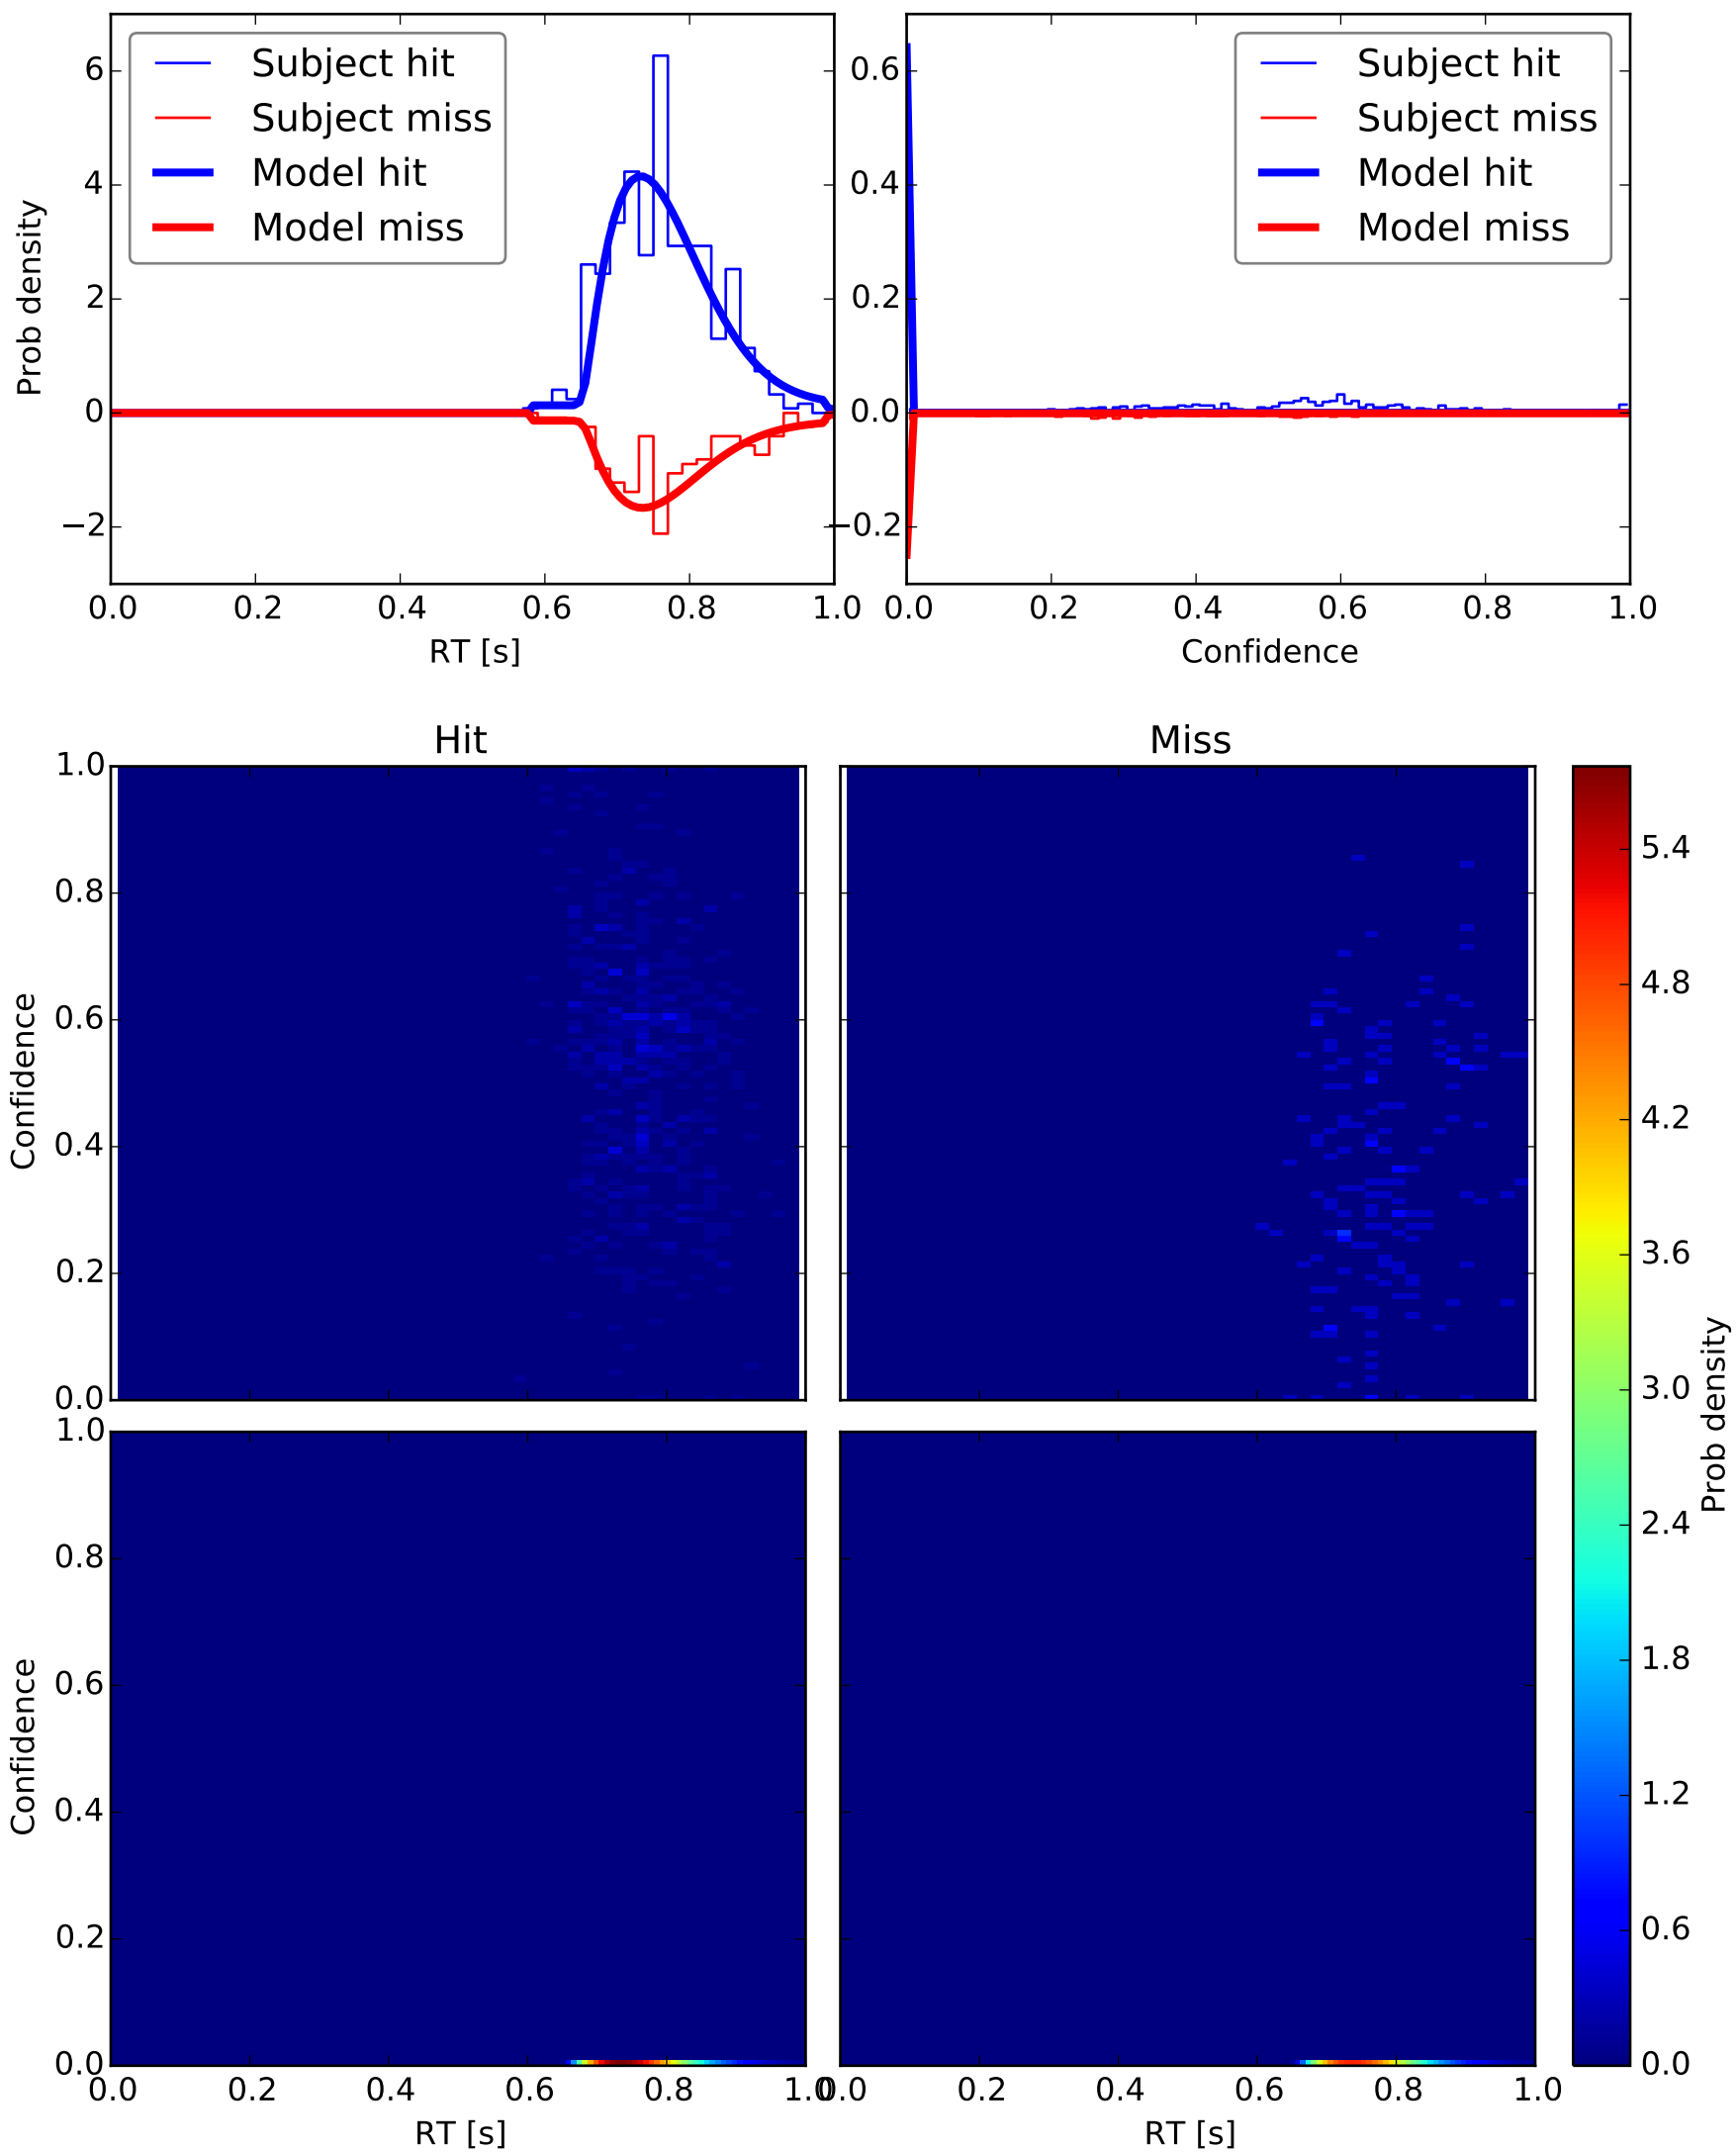 Subject hit
Subject miss
Model hit
Model miss
6
4
2
0
−2
Prob density
0.0 0.2 0.4 0.6 0.8 1.0
RT [s]
Subject hit
Subject miss
Model hit
Model miss
0.6
0.4
0.2
0.0
−0.2
0.0 0.2 0.4 0.6 0.8 1.0
Confidence
Hit
Miss
1.0
0.8
0.6
0.4
0.2
0.0
Confidence
1.0
0.8
0.6
0.4
0.2
0.0
Confidence
0.0 0.2 0.4 0.6 0.8 1.0
RT [s]
0.0 0.2 0.4 0.6 0.8 1.0
RT [s]
5.4
4.8
4.2
3.6
3.0
2.4
1.8
1.2
0.6
0.0
Prob density